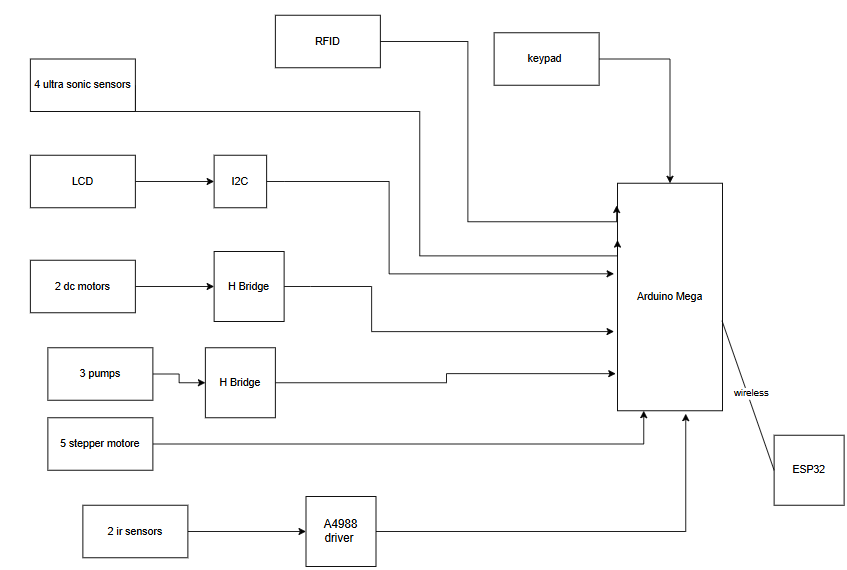 RFID
keypad
4 ultra sonic sensors
LCD
I2C
2 dc motors
H Bridge
Arduino Mega
3 pumps
H Bridge
wireless
5 stepper motore
ESP32
2 ir sensors
A4988
driver